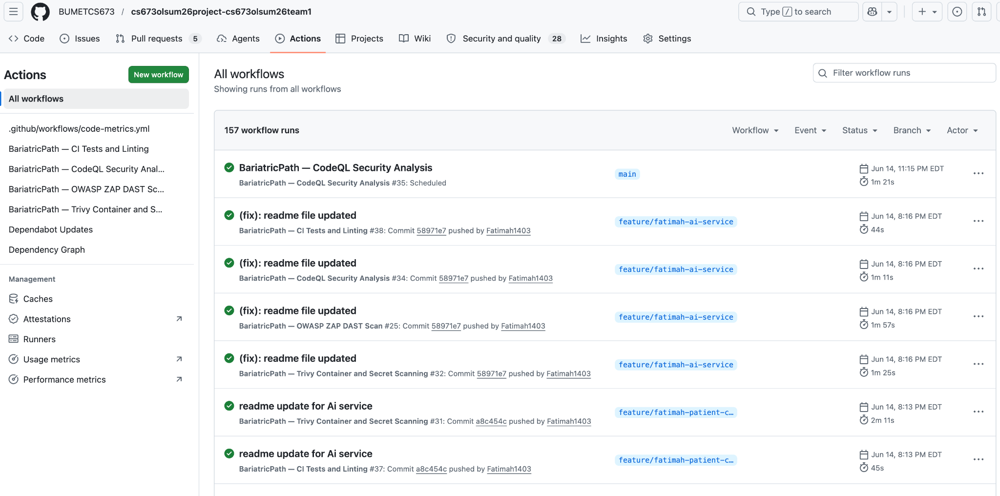 BUMETCS673 / cs673olsum26project-cs673olsum26team1
Type / to search
Code
Issues
Pull requests 5
Agents
Actions
Projects
Wiki
Security and quality 28
Insights
Settings
Actions
New workflow
All workflows
.github/workflows/code-metrics.yml
BariatricPath — CI Tests and Linting
BariatricPath — CodeQL Security Anal...
BariatricPath — OWASP ZAP DAST Sc...
BariatricPath — Trivy Container and S...
Dependabot Updates
Dependency Graph
Management
Caches
Attestations
Runners
Usage metrics
Performance metrics
All workflows
Showing runs from all workflows
Filter workflow runs
157 workflow runs
Workflow
Event
Status
Branch
Actor
BariatricPath — CodeQL Security Analysis
BariatricPath — CodeQL Security Analysis #35: Scheduled
main
Jun 14, 11:15 PM EDT
1m 21s
(fix): readme file updated
BariatricPath — CI Tests and Linting #38: Commit 58971e7 pushed by Fatimah1403
feature/fatimah-ai-service
Jun 14, 8:16 PM EDT
44s
(fix): readme file updated
BariatricPath — CodeQL Security Analysis #34: Commit 58971e7 pushed by Fatimah1403
feature/fatimah-ai-service
Jun 14, 8:16 PM EDT
1m 11s
(fix): readme file updated
BariatricPath — OWASP ZAP DAST Scan #25: Commit 58971e7 pushed by Fatimah1403
feature/fatimah-ai-service
Jun 14, 8:16 PM EDT
1m 57s
(fix): readme file updated
BariatricPath — Trivy Container and Secret Scanning #32: Commit 58971e7 pushed by Fatimah1403
feature/fatimah-ai-service
Jun 14, 8:16 PM EDT
1m 25s
readme update for Ai service
BariatricPath — Trivy Container and Secret Scanning #31: Commit a8c454c pushed by Fatimah1403
feature/fatimah-patient-c…
Jun 14, 8:13 PM EDT
2m 11s
readme update for Ai service
BariatricPath — CI Tests and Linting #37: Commit a8c454c pushed by Fatimah1403
feature/fatimah-patient-c…
Jun 14, 8:13 PM EDT
45s